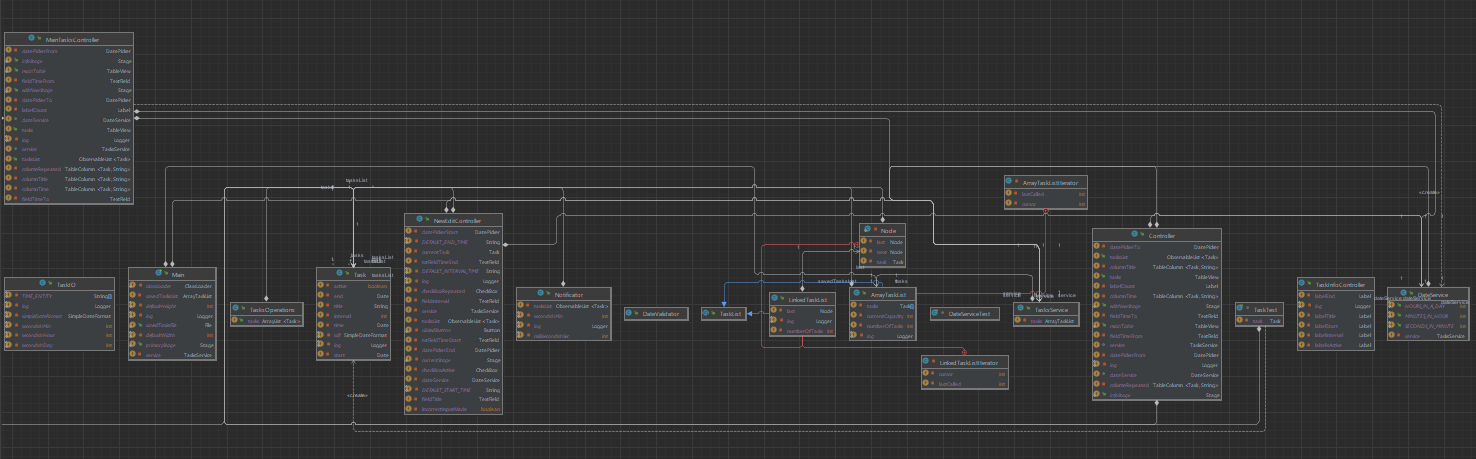 MainTasksController
datePickerFrom DatePicker
infoStage Stage
mainTable TableView
fieldTimeFrom TextField
editNewStage Stage
datePickerTo DatePicker
labelCount Label
dateService DateService
node TableView
log Logger
service TasksService
tasksList ObservableList <Task>
columnRepeated TableColumn <Task, String>
columnTitle TableColumn <Task, String>
columnTime TableColumn <Task, String>
fieldTimeTo TextField
TaskIO
TIME_ENTITY String[]
log Logger
simpleDateFormat SimpleDateFormat
secondsInMin int
secondsInHour int
secondsInDay int
Main
classLoader ClassLoader
savedTasksList ArrayTaskList
defaultHeight int
log Logger
savedTasksFile File
defaultWidth int
primaryStage Stage
service TasksService
TasksOperations
tasks ArrayList <Task>
Task
active boolean
end Date
title String
interval int
time Date
sdf SimpleDateFormat
log Logger
start Date
NewEditController
datePickerStart DatePicker
DEFAULT_END_TIME String
currentTask Task
txtFieldTimeEnd TextField
DEFAULT_INTERVAL_TIME String
log Logger
checkBoxRepeated CheckBox
fieldInterval TextField
service TasksService
tasksList ObservableList <Task>
clickedButton Button
txtFieldTimeStart TextField
datePickerEnd DatePicker
currentStage Stage
checkBoxActive CheckBox
dateService DateService
DEFAULT_START_TIME String
fieldTitle TextField
incorrectInputMade boolean
Notificator
tasksList ObservableList <Task>
secondsInMin int
log Logger
millisecondsInSec int
DateValidator
TaskList
Node
last Node
next Node
task Task
LinkedTaskList
last Node
log Logger
numberOfTasks int
ArrayTaskList
tasks Task[]
currentCapacity int
numberOfTasks int
log Logger
LinkedTaskListIterator
cursor int
lastCalled int
DateServiceTest
ArrayTaskListIterator
lastCalled int
cursor int
TasksService
tasks ArrayTaskList
Controller
datePickerTo DatePicker
tasksList ObservableList <Task>
columnTitle TableColumn <Task, String>
node TableView
labelCount Label
columnTime TableColumn <Task, String>
editNewStage Stage
fieldTimeTo TextField
mainTable TableView
fieldTimeFrom TextField
service TasksService
datePickerFrom DatePicker
log Logger
dateService DateService
columnRepeated TableColumn <Task, String>
infoStage Stage
TaskTest
task Task
TaskInfoController
labelEnd Label
log Logger
labelTitle Label
labelStart Label
labelInterval Label
labelIsActive Label
DateService
HOURS_IN_A_DAY int
MINUTES_IN_HOUR int
SECONDS_IN_MINUTE int
service TasksService
tasksList
«create»
«create»